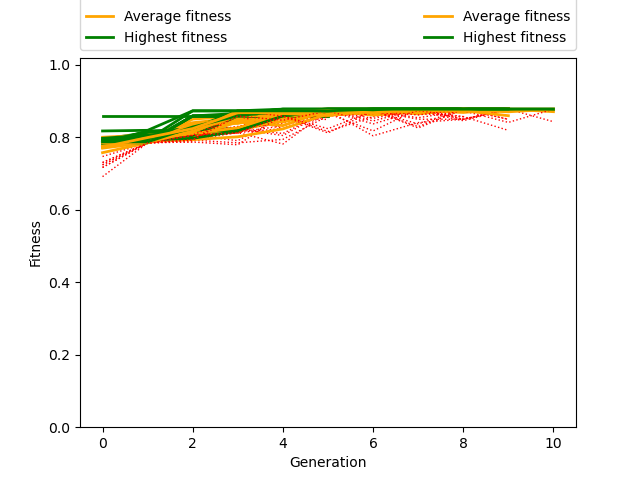 Average fitness Average fitness
Highest fitness Highest fitness
1.0
0.8
0.6
0.4
0.2
0.0
Fitness
0 2 4 6 8 10
Generation